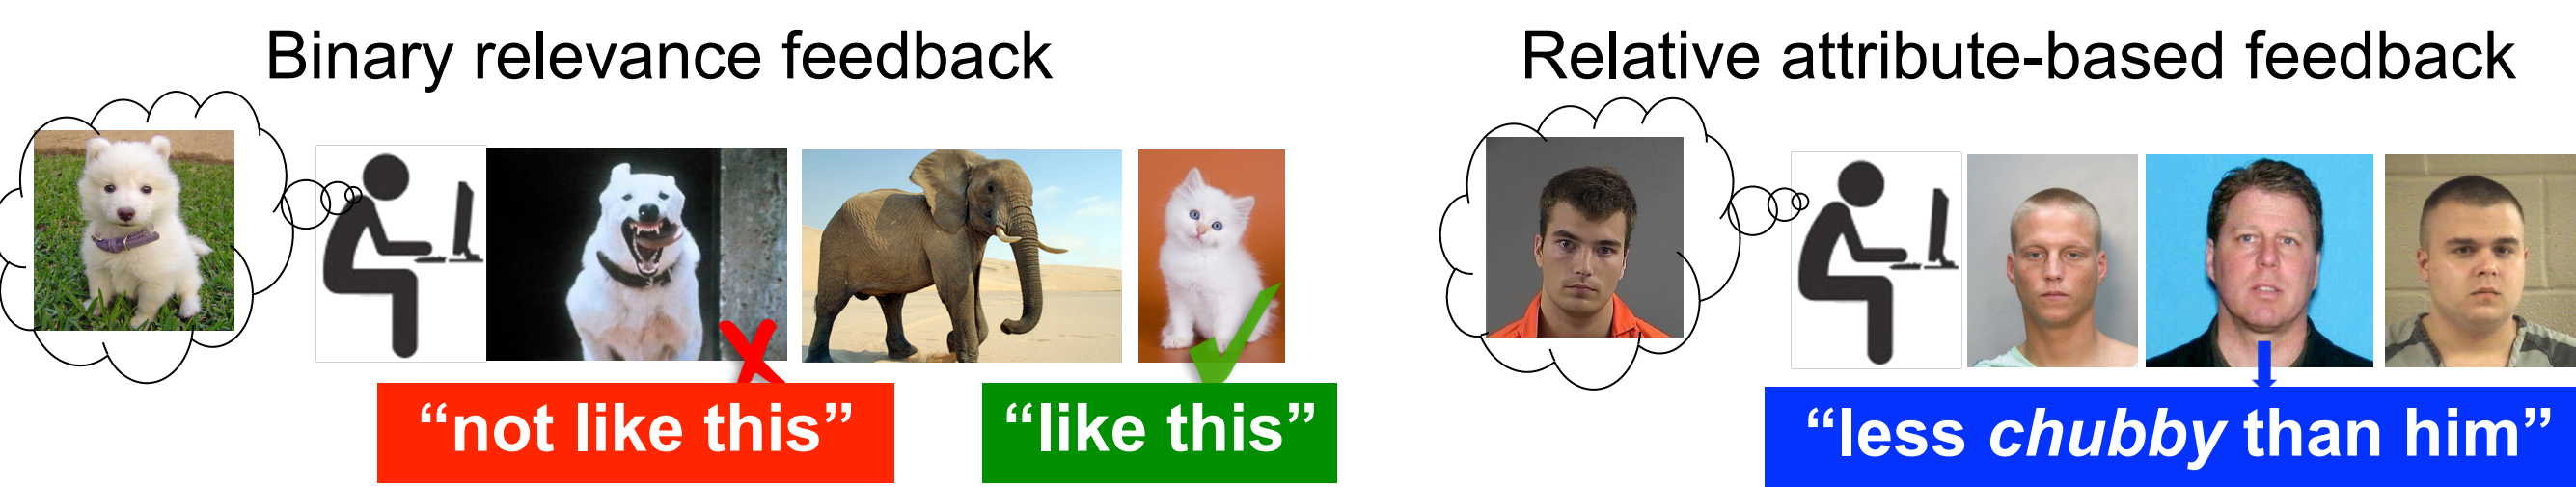 Binary relevance feedback
Relative attribute-based feedback
X
“not like this”
“like this”
“less chubby than him”